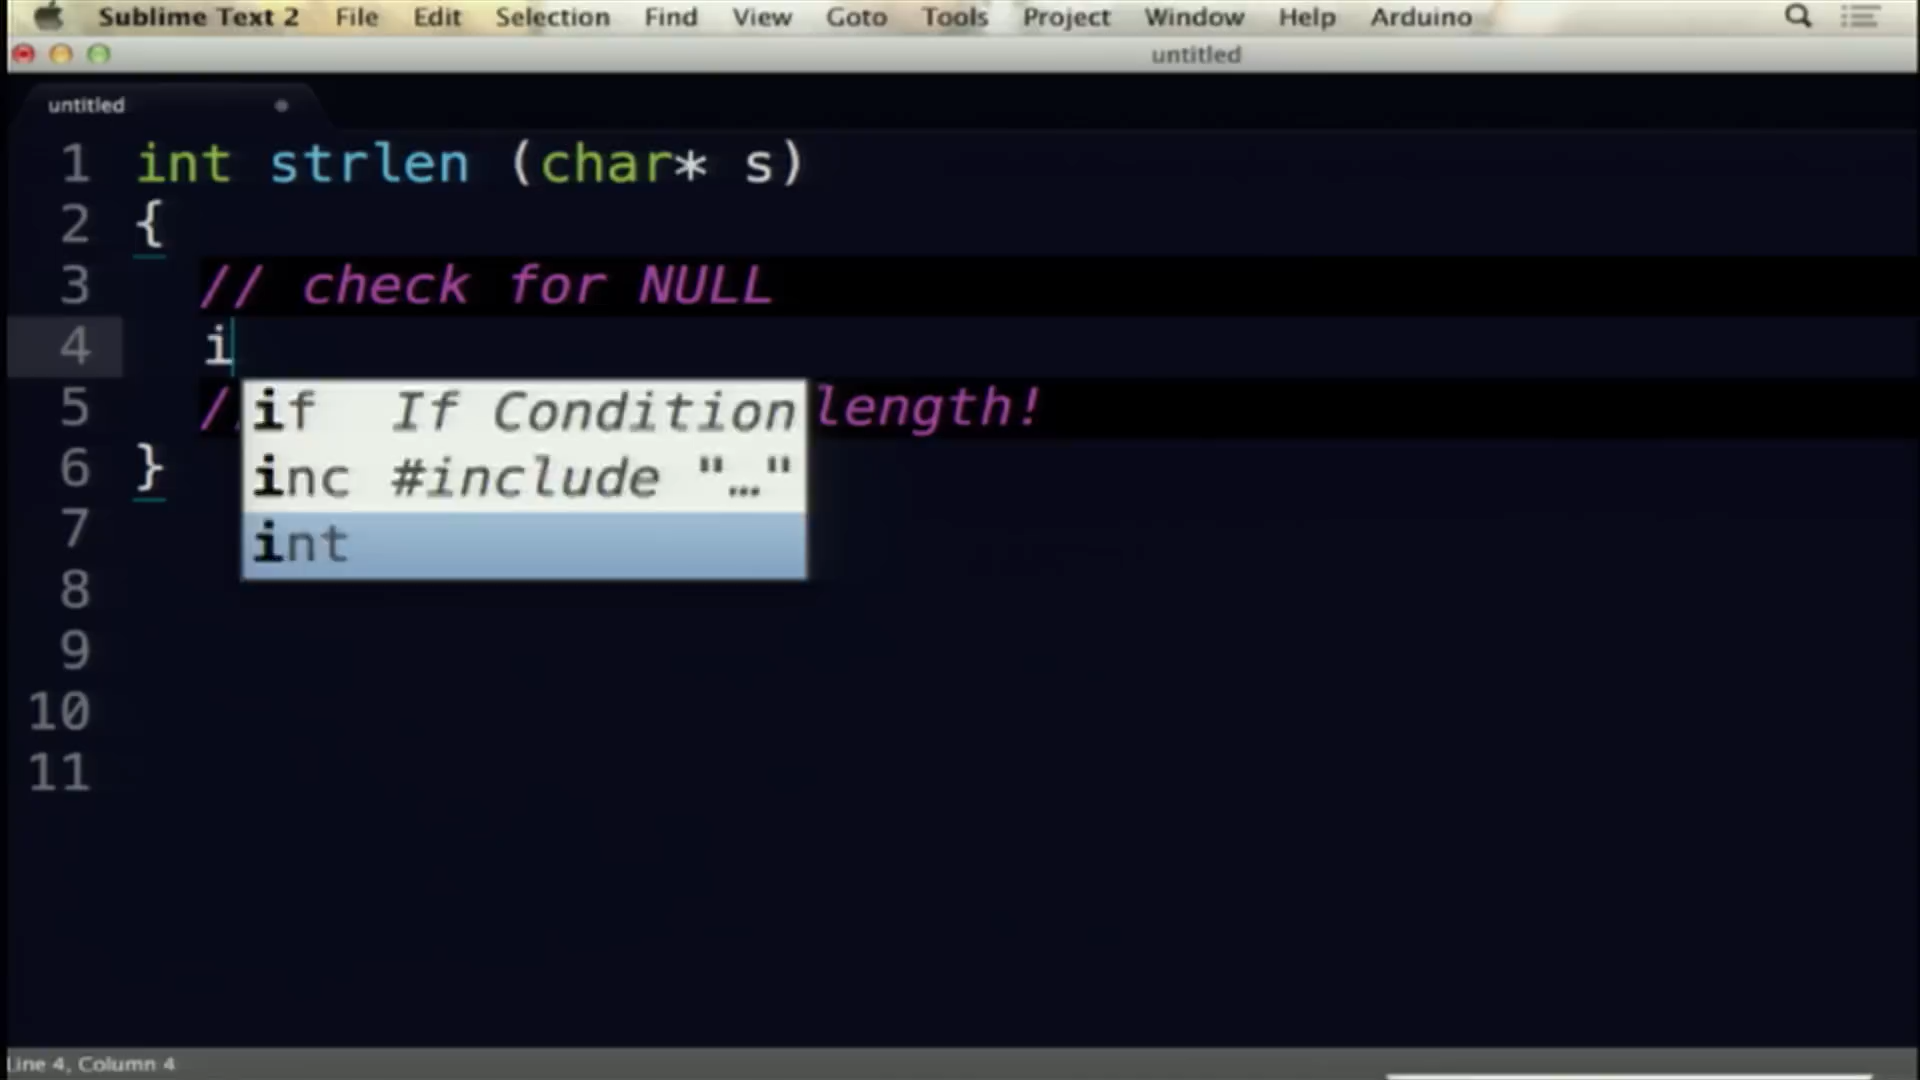 Sublime Text 2 File Edit Selection Find View Goto Tools Project Window Help Arduino
untitled
untitled
1 int strlen (char* s)
2 {
3 // check for NULL
4 i
5 / length!
if If Condition
inc #include "…"
int
6 }
7
8
9
10
11
Line 4, Column 4